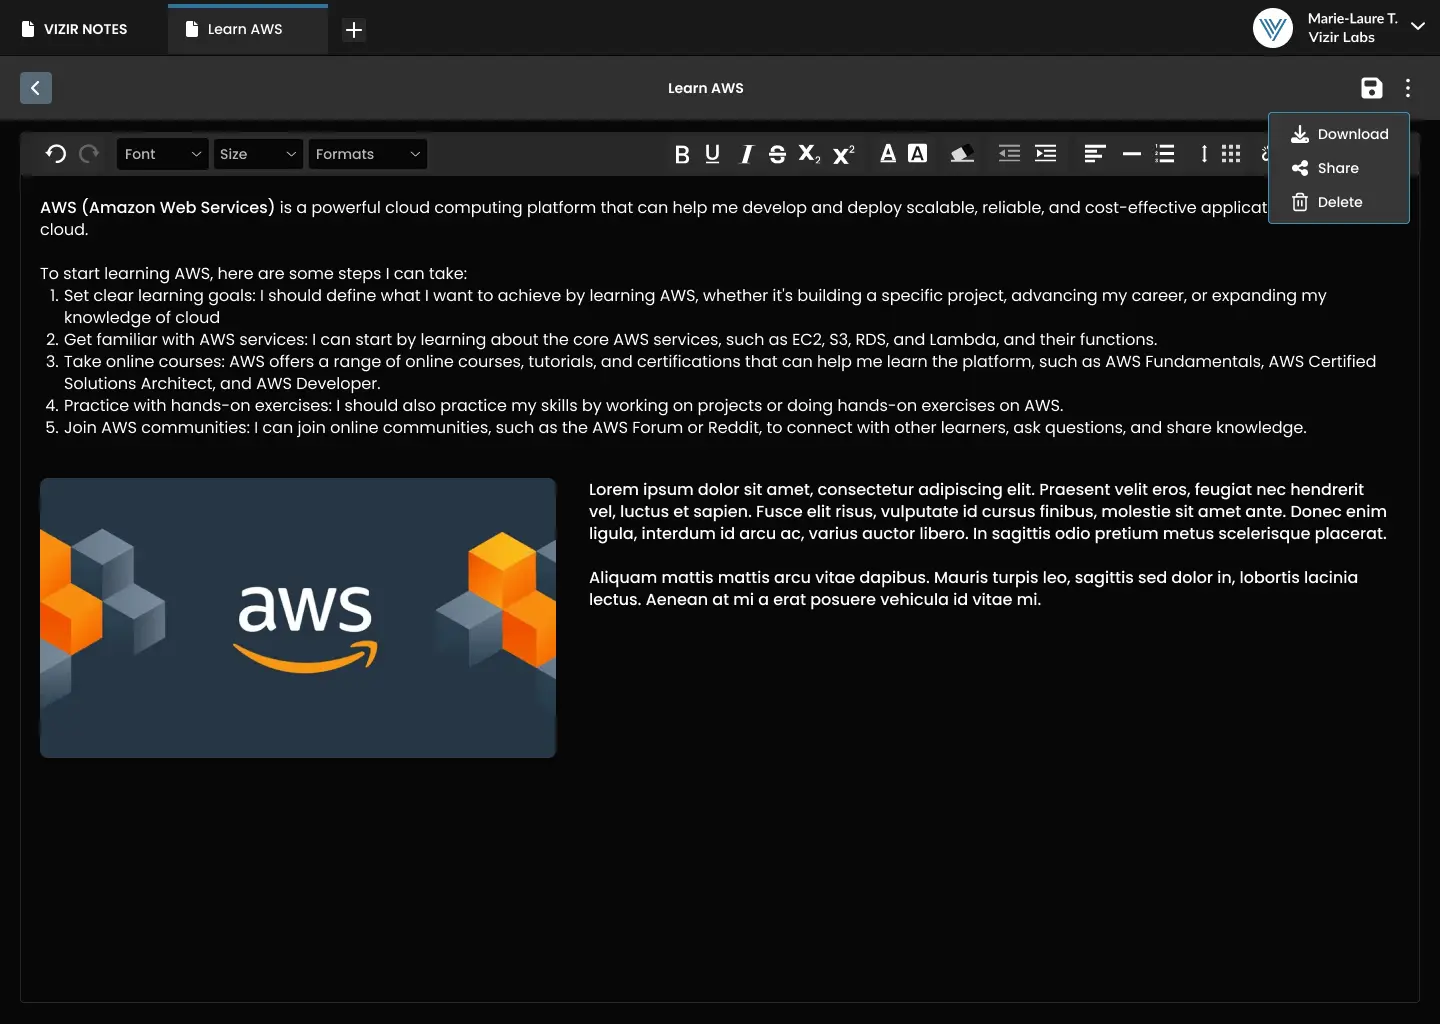 VIZIR NOTES
Learn AWS
Marie-Laure T.
Vizir Labs
Learn AWS
Download
Share
Delete
Font
Size
Formats
B U I S X₂ X² A A
AWS (Amazon Web Services) is a powerful cloud computing platform that can help me develop and deploy scalable, reliable, and cost-effective
cloud.
To start learning AWS, here are some steps I can take:
1. Set clear learning goals: I should define what I want to achieve by learning AWS, whether it's building a specific project, advancing my career, or expanding my
knowledge of cloud
2. Get familiar with AWS services: I can start by learning about the core AWS services, such as EC2, S3, RDS, and Lambda, and their functions.
3. Take online courses: AWS offers a range of online courses, tutorials, and certifications that can help me learn the platform, such as AWS Fundamentals, AWS Certified
Solutions Architect, and AWS Developer.
4. Practice with hands-on exercises: I should also practice my skills by working on projects or doing hands-on exercises on AWS.
5. Join AWS communities: I can join online communities, such as the AWS Forum or Reddit, to connect with other learners, ask questions, and share knowledge.
aws
Lorem ipsum dolor sit amet, consectetur adipiscing elit. Praesent velit eros, feugiat nec hendrerit
vel, luctus et sapien. Fusce elit risus, vulputate id cursus finibus, molestie sit amet ante. Donec enim
ligula, interdum id arcu ac, varius auctor libero. In sagittis odio pretium metus scelerisque placerat.
Aliquam mattis mattis arcu vitae dapibus. Mauris turpis leo, sagittis sed dolor in, lobortis lacinia
lectus. Aenean at mi a erat posuere vehicula id vitae mi.